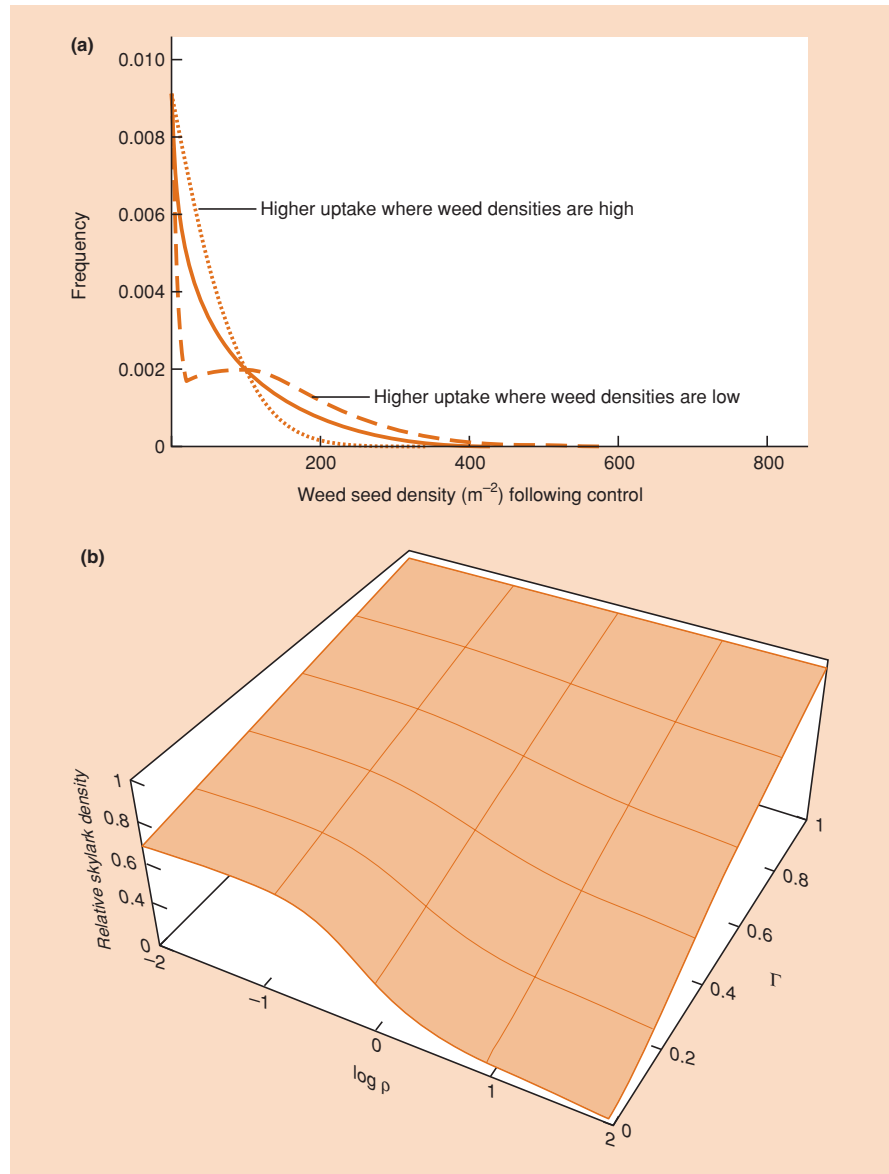 (a)
0.010
0.008
0.006
0.004
0.002
0
Frequency
Higher uptake where weed densities are high
Higher uptake where weed densities are low
200
400
600
800
Weed seed density (m⁻²) following control
(b)
Relative skylark density
1
0.8
0.6
0.4
0
−2
−1
0
1
2
log ρ
0
0.2
0.4
0.6
0.8
1
Γ